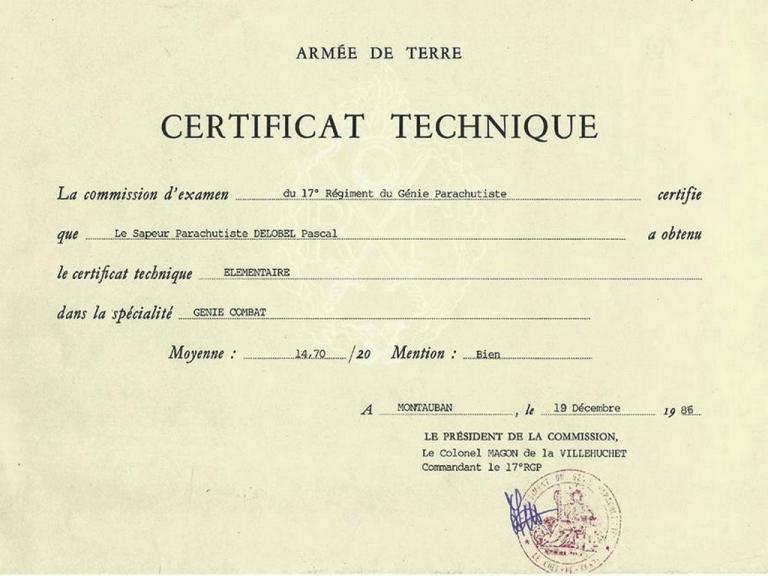 ARMÉE DE TERRE
CERTIFICAT TECHNIQUE
La commission d'examen du 17° Régiment du Génie Parachutiste certifie
que Le Sapeur Parachutiste DELOBEL Pascal a obtenu
le certificat technique ELEMENTAIRE
dans la spécialité GENIE COMBAT
Moyenne : 14,70 /20 Mention : Bien
A MONTAUBAN , le 19 Décembre 19 86
LE PRÉSIDENT DE LA COMMISSION,
Le Colonel MAGON de la VILLEHUCHET
Commandant le 17°RGP